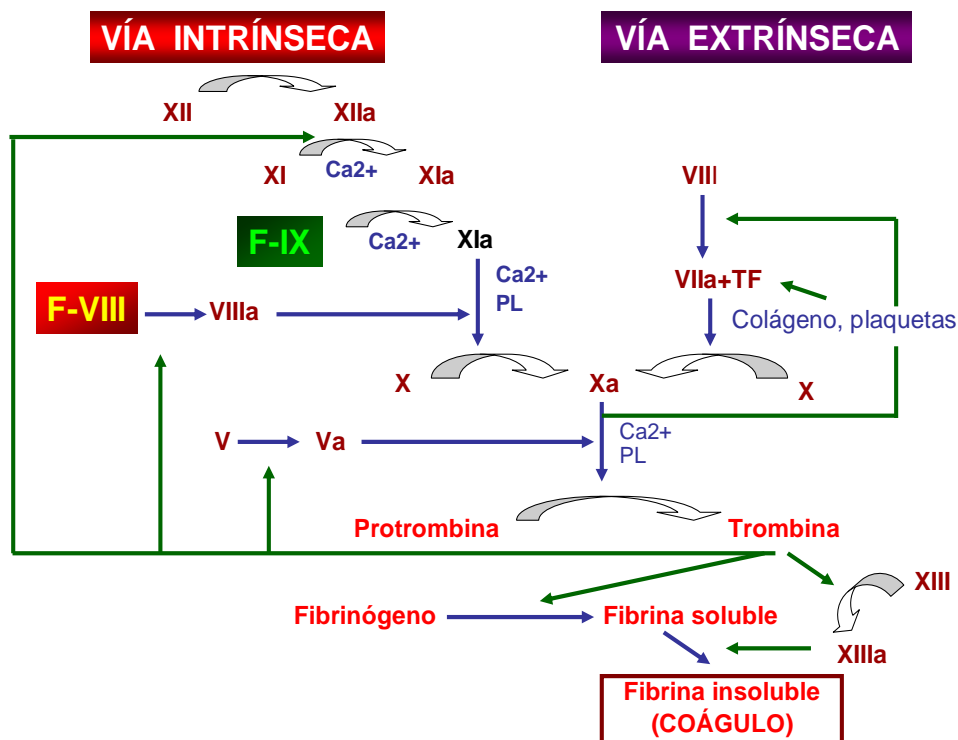 VÍA INTRÍNSECA
VÍA EXTRÍNSECA
XII
XIIa
XI
Ca2+
XIa
VIII
F-IX
Ca2+
XIa
Ca2+
PL
VIIa+TF
F-VIII
VIIIa
Colágeno, plaquetas
X
Xa
X
V
Va
Ca2+
PL
Protrombina
Trombina
XIII
Fibrinógeno
Fibrina soluble
XIIIa
Fibrina insoluble
(COÁGULO)